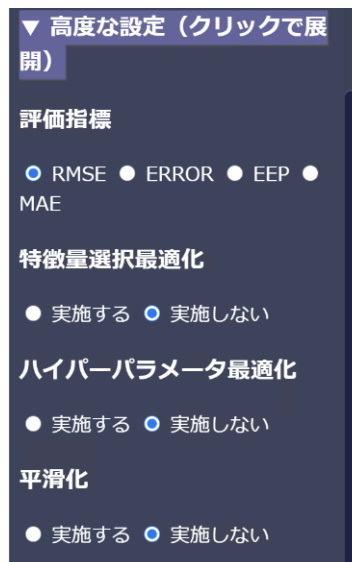 ▼ 高度な設定（クリックで展
開）
評価指標
RMSE ERROR EEP
MAE
特徴量選択最適化
実施する 実施しない
ハイパーパラメータ最適化
実施する 実施しない
平滑化
実施する 実施しない